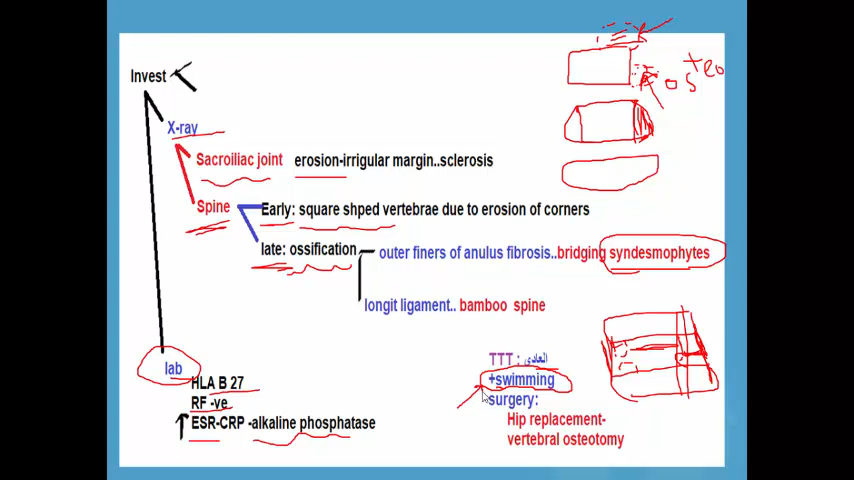 Invest
X-ray
Sacroiliac joint erosion-irrigular margin..sclerosis
Spine
Early: square shped vertebrae due to erosion of corners
late: ossification
outer finers of anulus fibrosis..bridging syndesmophytes
longit ligament.. bamboo spine
lab
HLA B 27
RF -ve
ESR-CRP -alkaline phosphatase
TTT : العادى
+swimming
surgery:
Hip replacement-
vertebral osteotomy
osteo